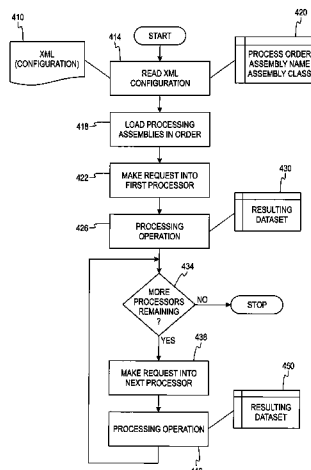 410
XML
(CONFIGURATION)
START
414
READ XML
CONFIGURATION
420
PROCESS ORDER
ASSEMBLY NAME
ASSEMBLY CLASS
418
LOAD PROCESSING
ASSEMBLIES IN ORDER
422
MAKE REQUEST INTO
FIRST PROCESSOR
426
PROCESSING
OPERATION
430
RESULTING
DATASET
434
MORE
PROCESSORS
REMAINING
?
NO
STOP
YES
438
MAKE REQUEST INTO
NEXT PROCESSOR
PROCESSING OPERATION
450
RESULTING
DATASET